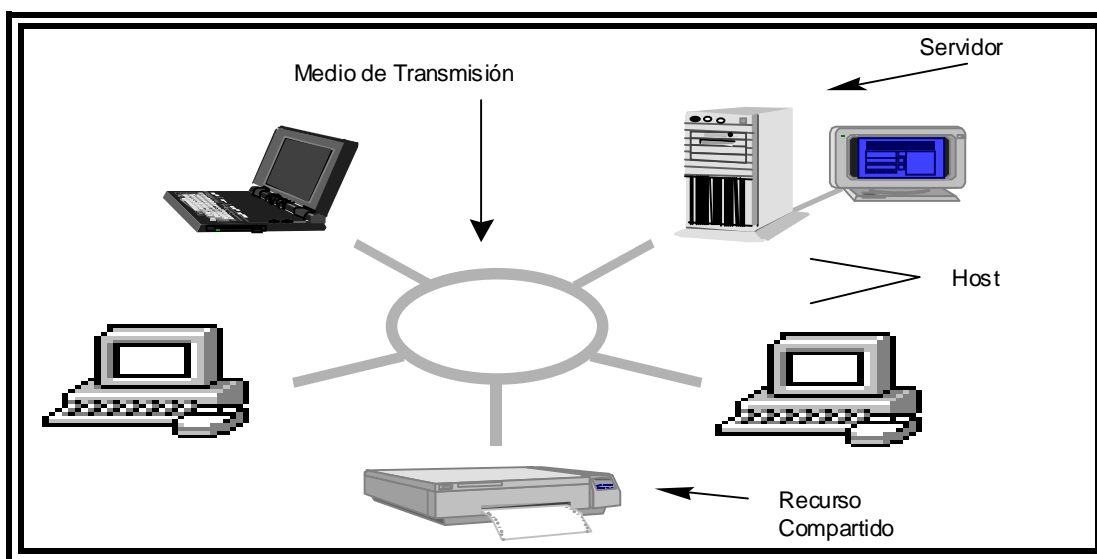 Servidor
Medio de Transmisión
Host
Recurso
Compartido